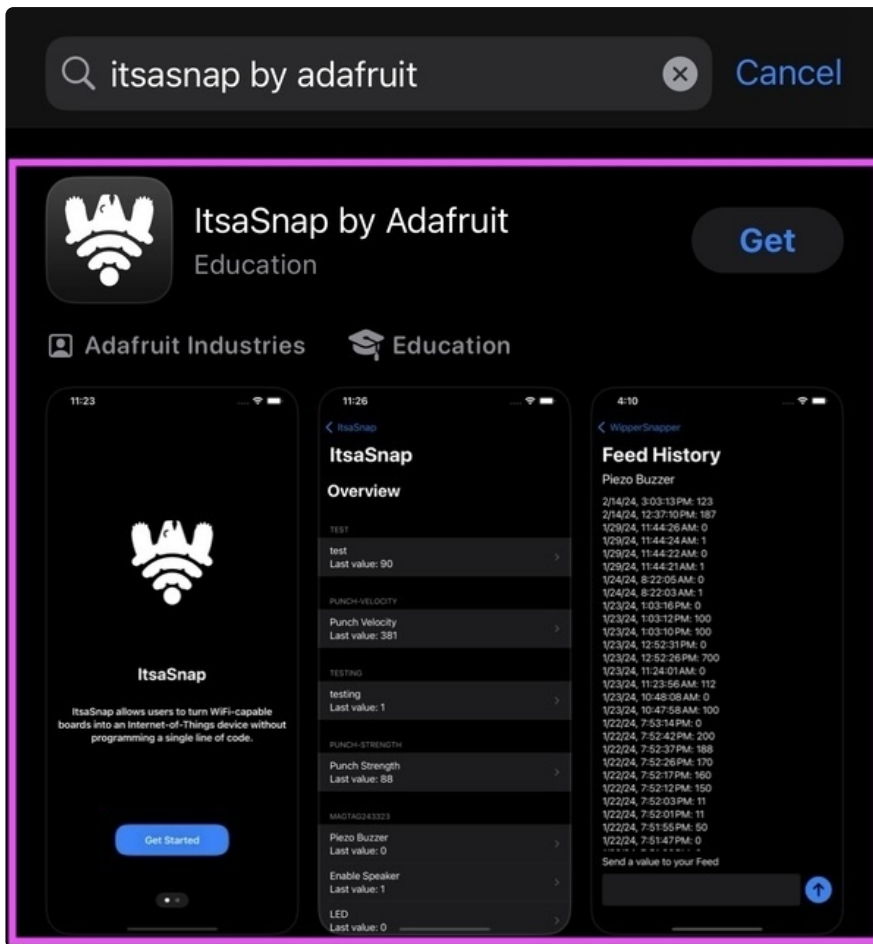 itsasnap by adafruit
Cancel
ItsaSnap by Adafruit
Education
Get
Adafruit Industries
Education
11:23
ItsaSnap
ItsaSnap allows users to turn WiFi-capable
boards into an Internet-of-Things device without
programming a single line of code.
Get Started
11:26
ItsaSnap
ItsaSnap
Overview
TEST
test
Last value: 90
PUNCH-VELOCITY
Punch Velocity
Last value: 381
TESTING
testing
Last value: 1
PUNCH-STRENGTH
Punch Strength
Last value: 88
MAGTAG243323
Piezo Buzzer
Last value: 0
Enable Speaker
Last value: 1
LED
Last value: 0
4:10
WipperSnapper
Feed History
Piezo Buzzer
2/14/24, 3:03:13 PM: 123
2/14/24, 12:37:10 PM: 187
1/29/24, 11:44:26 AM: 0
1/29/24, 11:44:24 AM: 1
1/29/24, 11:44:22 AM: 0
1/29/24, 11:44:21 AM: 1
1/24/24, 8:22:05 AM: 0
1/24/24, 8:22:03 AM: 1
1/23/24, 1:03:16 PM: 0
1/23/24, 1:03:12 PM: 100
1/23/24, 1:03:10 PM: 100
1/23/24, 12:52:31 PM: 0
1/23/24, 12:52:26 PM: 700
1/23/24, 11:24:01 AM: 0
1/23/24, 11:23:56 AM: 112
1/23/24, 10:48:08 AM: 0
1/23/24, 10:47:58 AM: 100
1/22/24, 7:53:14 PM: 0
1/22/24, 7:52:42 PM: 200
1/22/24, 7:52:37 PM: 188
1/22/24, 7:52:26 PM: 170
1/22/24, 7:52:17 PM: 160
1/22/24, 7:52:12 PM: 150
1/22/24, 7:52:03 PM: 11
1/22/24, 7:52:01 PM: 11
1/22/24, 7:51:55 PM: 50
1/22/24, 7:51:47 PM: 0
Send a value to your Feed